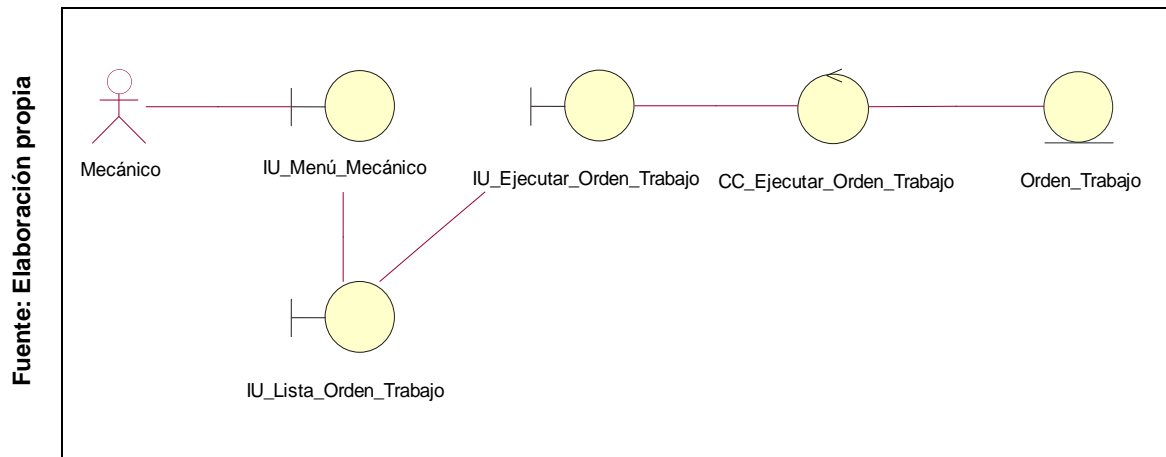 Fuente: Elaboración propia
Mecánico
IU_Menú_Mecánico
IU_Ejecutar_Orden_Trabajo
CC_Ejecutar_Orden_Trabajo
Orden_Trabajo
IU_Lista_Orden_Trabajo